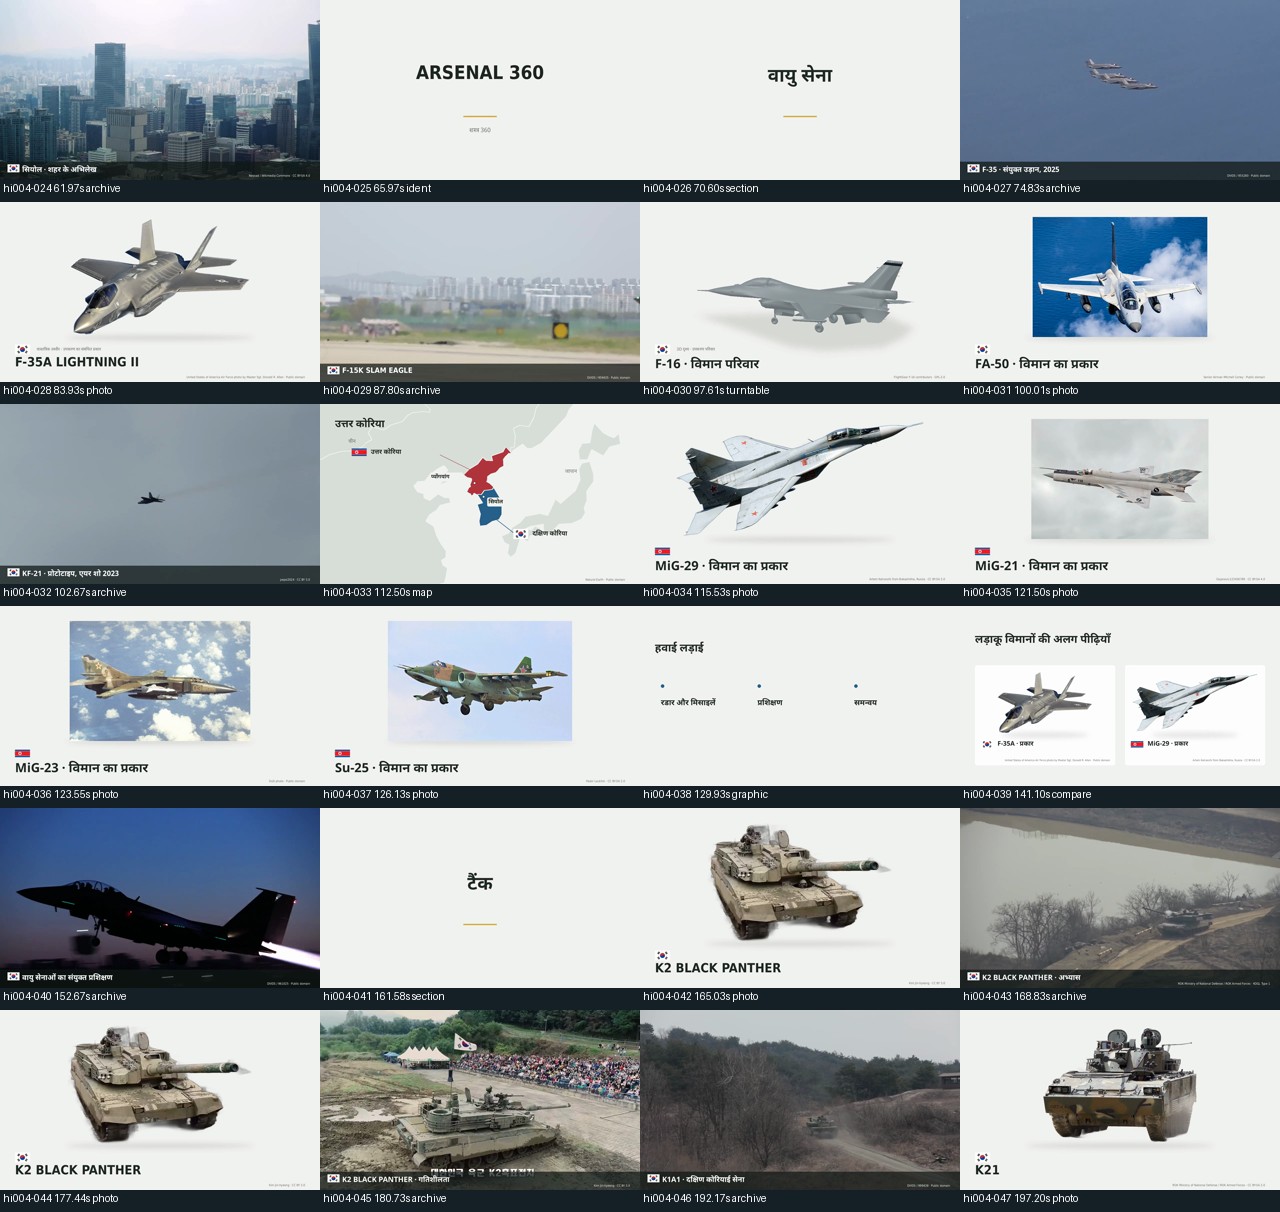 सियोल · शहर के अभिलेख
hi004-024 61.97s archive
ARSENAL 360
शस्त्र 360
hi004-025 65.97s ident
वायु सेना
hi004-026 70.60s section
F-35 · संयुक्त उड़ान, 2025
hi004-027 74.83s archive
F-35A LIGHTNING II
hi004-028 83.93s photo
F-15K SLAM EAGLE
hi004-029 87.80s archive
F-16 · विमान परिवार
hi004-030 97.61s turntable
FA-50 · विमान का प्रकार
hi004-031 100.01s photo
KF-21 · प्रोटोटाइप, एयर शो 2023
hi004-032 102.67s archive
उत्तर कोरिया
चीन
उत्तर कोरिया
प्योंगयांग
जापान
सियोल
दक्षिण कोरिया
hi004-033 112.50s map
MiG-29 · विमान का प्रकार
hi004-034 115.53s photo
MiG-21 · विमान का प्रकार
hi004-035 121.50s photo
MiG-23 · विमान का प्रकार
hi004-036 123.55s photo
Su-25 · विमान का प्रकार
hi004-037 126.13s photo
हवाई लड़ाई
रडार और मिसाइलें
प्रशिक्षण
समन्वय
hi004-038 129.93s graphic
लड़ाकू विमानों की अलग पीढ़ियाँ
F-35A · प्रकार
MiG-29 · प्रकार
hi004-039 141.10s compare
वायु सेनाओं का संयुक्त प्रशिक्षण
hi004-040 152.67s archive
टैंक
hi004-041 161.58s section
K2 BLACK PANTHER
hi004-042 165.03s photo
K2 BLACK PANTHER · अभ्यास
hi004-043 168.83s archive
K2 BLACK PANTHER
hi004-044 177.44s photo
K2 BLACK PANTHER · गतिशीलता
hi004-045 180.73s archive
K1A1 · दक्षिण कोरियाई सेना
hi004-046 192.17s archive
K21
hi004-047 197.20s photo